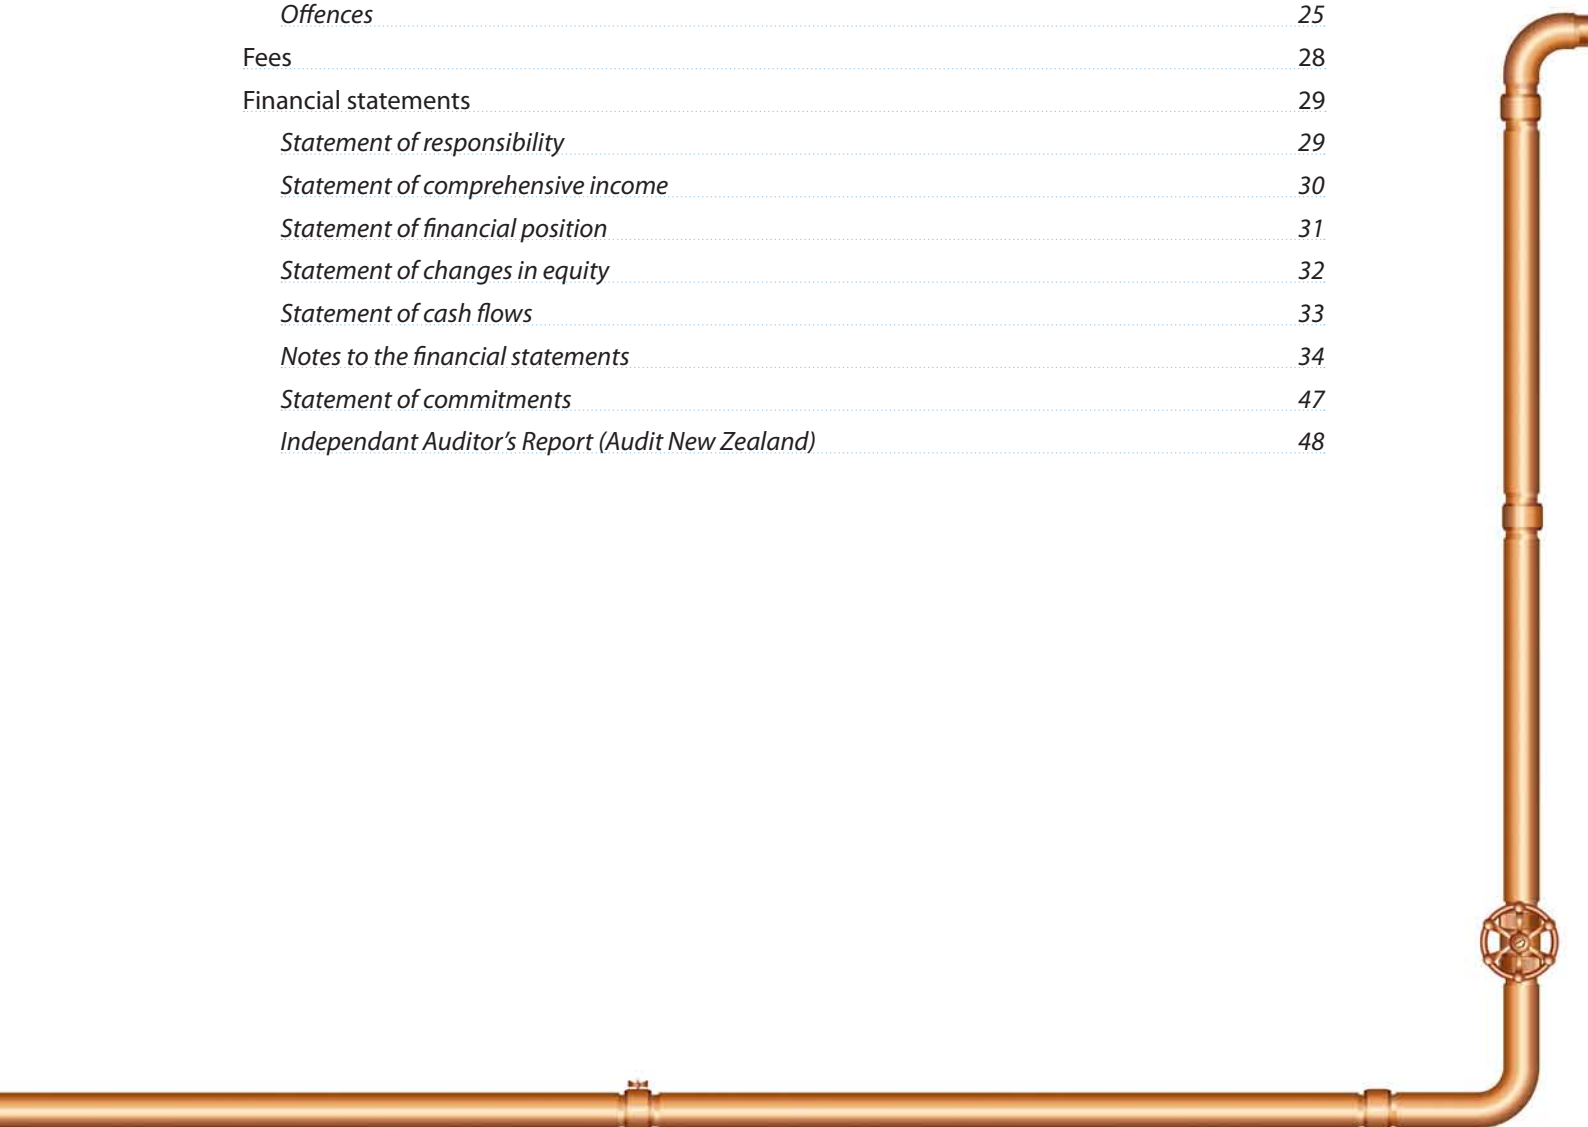 Offences 25
Fees 28
Financial statements 29
Statement of responsibility 29
Statement of comprehensive income 30
Statement of financial position 31
Statement of changes in equity 32
Statement of cash flows 33
Notes to the financial statements 34
Statement of commitments 47
Independant Auditor’s Report (Audit New Zealand) 48